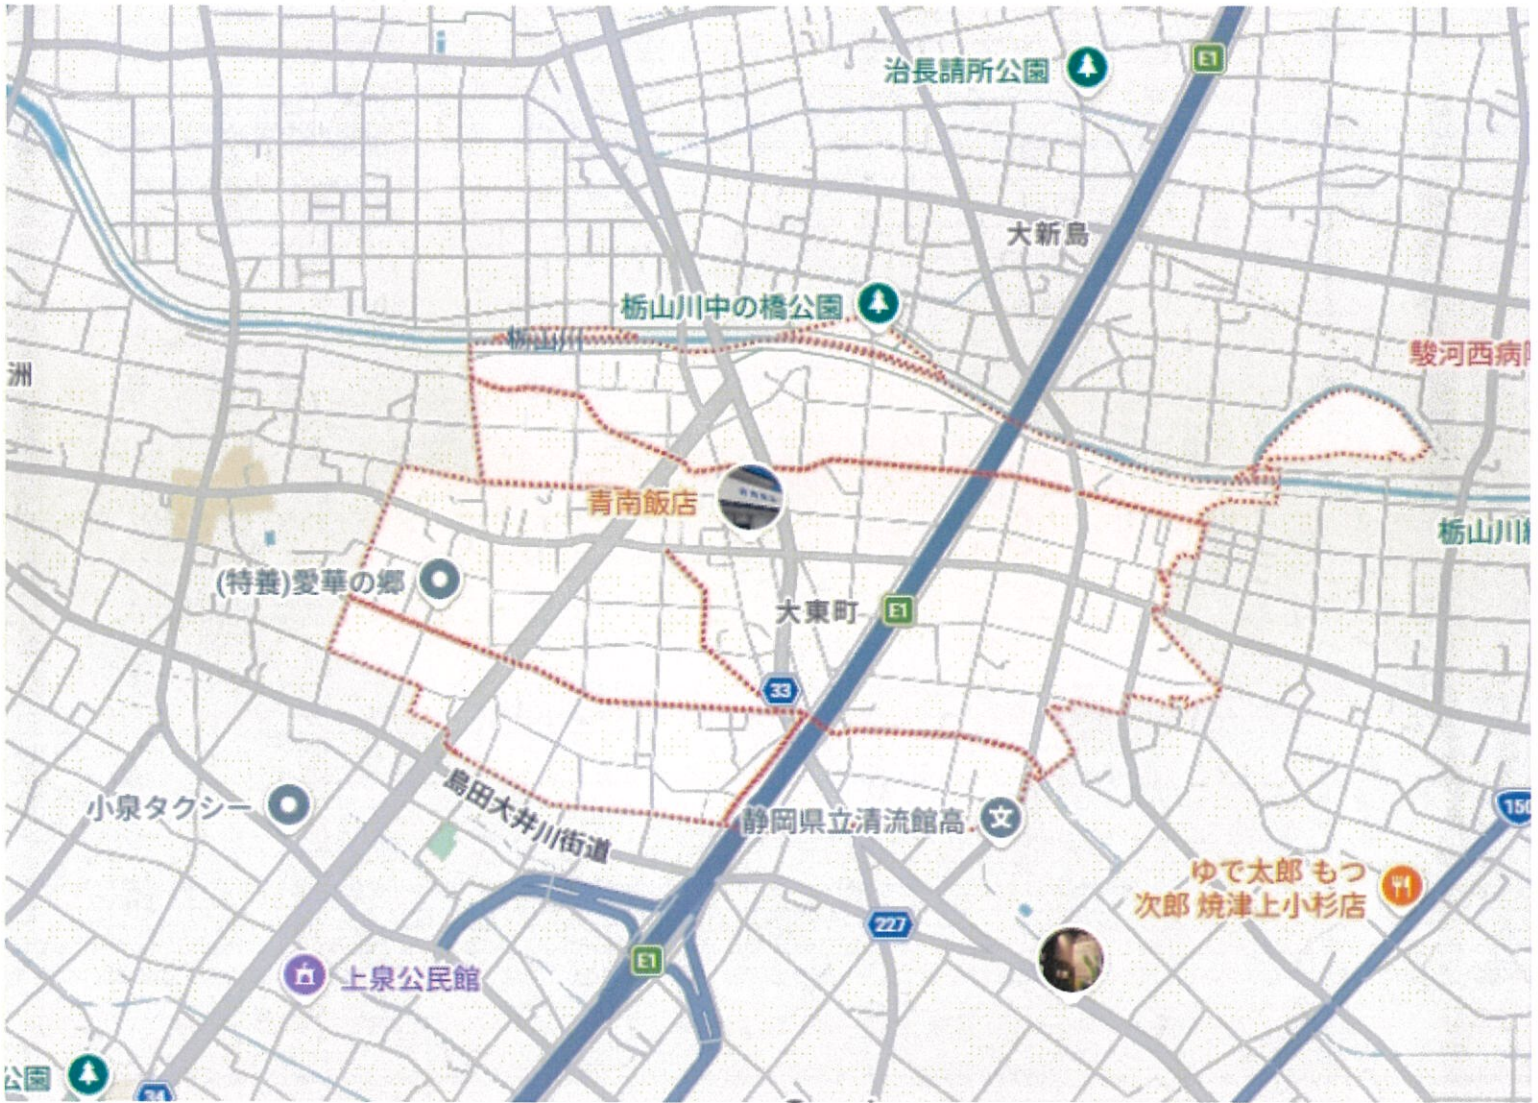 治長請所公園
E1
大新島
栃山川中の橋公園
栃山川
駿河西病
洲
青南飯店
栃山川
(特養)愛華の郷
大東町
E1
33
小泉タクシー
島田大井川街道
静岡県立清流館高
150
ゆで太郎 もつ
次郎 焼津上小杉店
227
E1
上泉公民館
公園
34